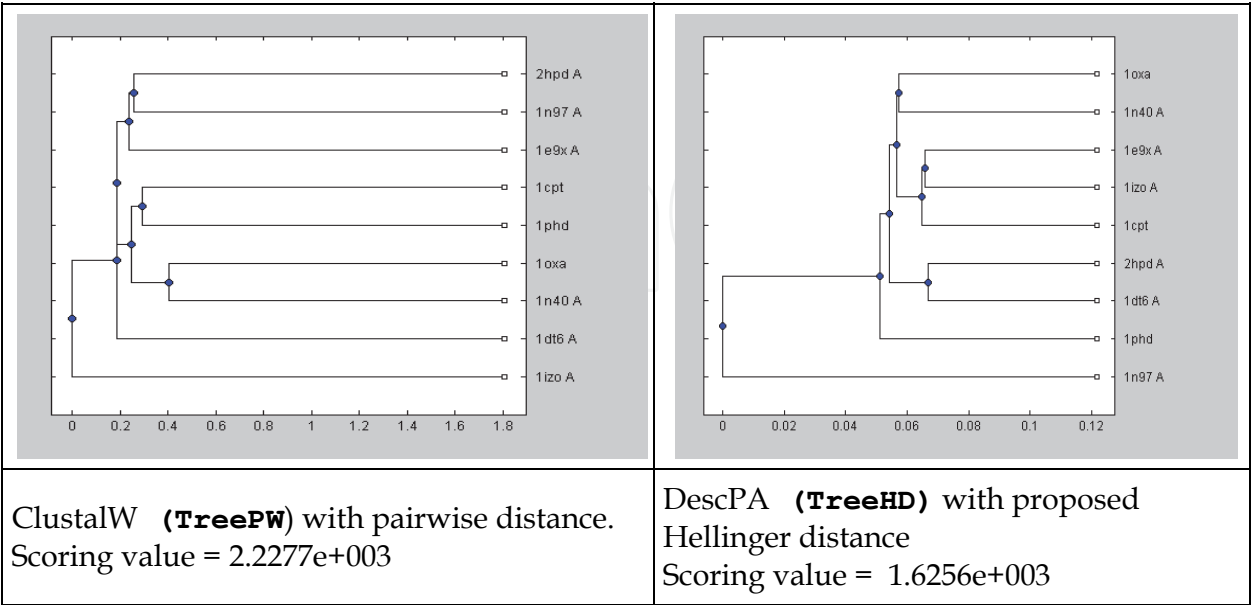 2hpd A
1n97 A
1e9x A
1cpt
1phd
1oxa
1n40 A
1dt6 A
1izo A
0 0.2 0.4 0.6 0.8 1 1.2 1.4 1.6 1.8
1oxa
1n40 A
1e9x A
1izo A
1cpt
2hpd A
1dt6 A
1phd
1n97 A
0 0.02 0.04 0.06 0.08 0.1 0.12
ClustalW (TreePW) with pairwise distance.
Scoring value = 2.2277e+003
DescPA (TreeHD) with proposed
Hellinger distance
Scoring value = 1.6256e+003